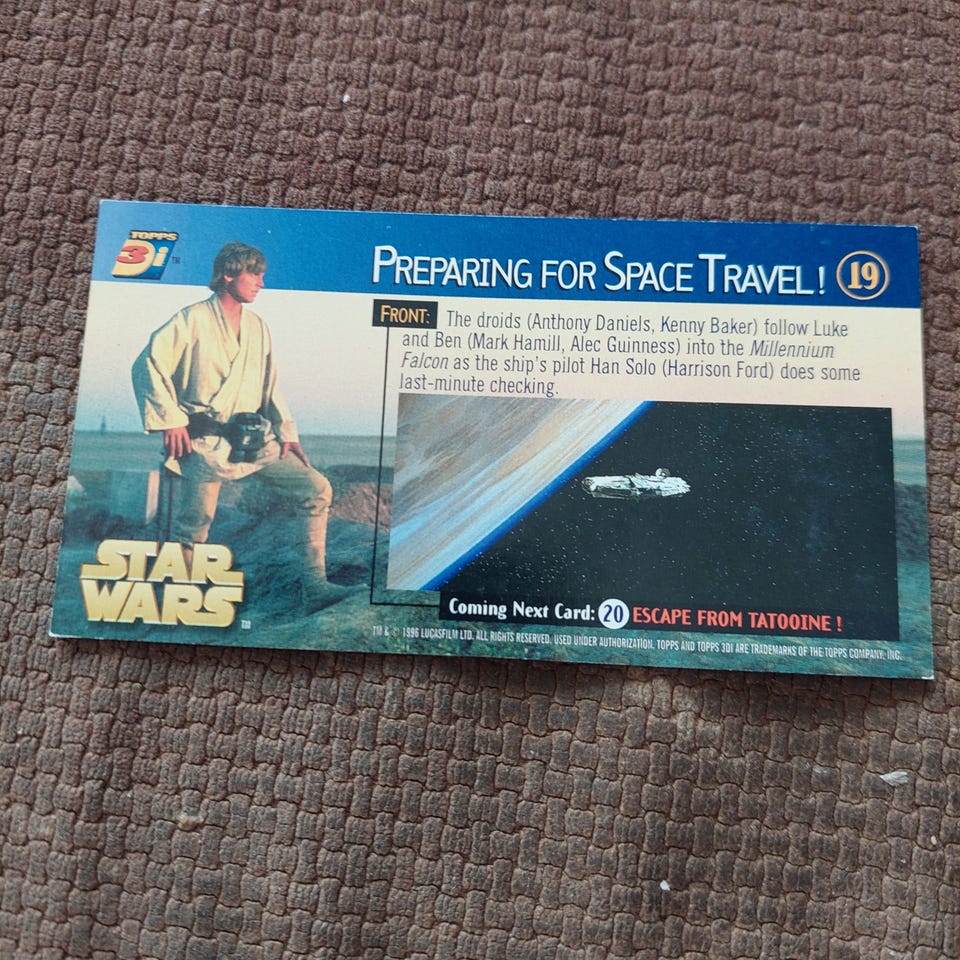 TOPPS
3Di TM
PREPARING FOR SPACE TRAVEL! 19
FRONT: The droids (Anthony Daniels, Kenny Baker) follow Luke
and Ben (Mark Hamill, Alec Guinness) into the Millennium
Falcon as the ship's pilot Han Solo (Harrison Ford) does some
last-minute checking.
STAR
WARS TM
Coming Next Card: 20 ESCAPE FROM TATOOINE!
TM & © 1996 LUCASFILM LTD. ALL RIGHTS RESERVED. USED UNDER AUTHORIZATION. TOPPS AND TOPPS 3DI ARE TRADEMARKS OF THE TOPPS COMPANY, INC.